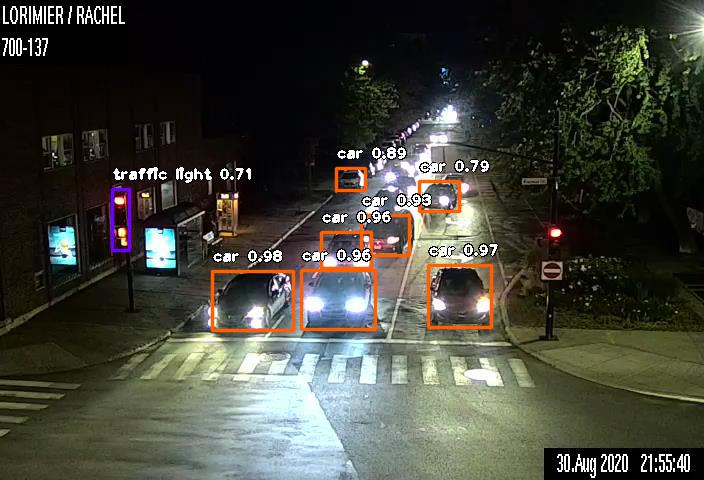 LORIMIER / RACHEL
700-137
car 0.89
car 0.79
traffic light 0.71
car 0.93
car 0.96
car 0.98
car 0.96
car 0.97
30.Aug 2020 21:55:40